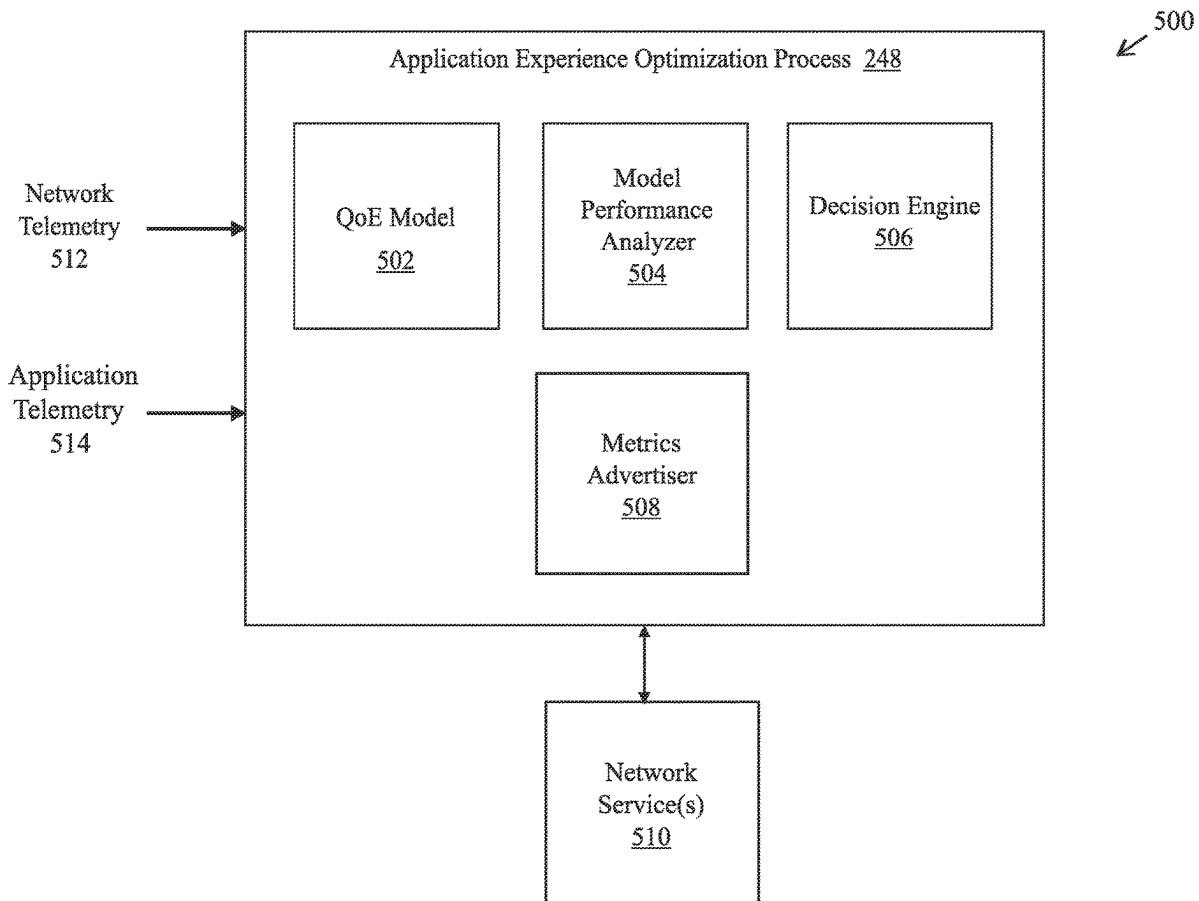 500
Application Experience Optimization Process 248
QoE Model
502
Model
Performance
Analyzer
504
Decision Engine
506
Network
Telemetry
512
Application
Telemetry
514
Metrics
Advertiser
508
Network
Service(s)
510